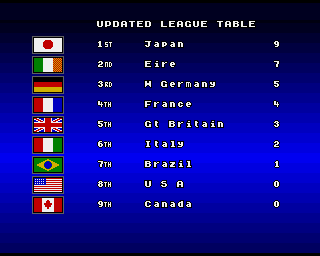 UPDATED LEAGUE TABLE
1ST Japan 9
2ND Eire 7
3RD W Germany 5
4TH France 4
5TH Gt Britain 3
6TH Italy 2
7TH Brazil 1
8TH U S A 0
9TH Canada 0